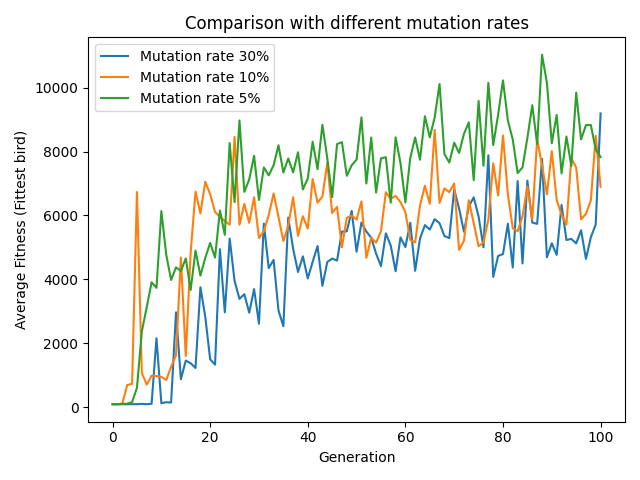 Comparison with different mutation rates
Mutation rate 30%
Mutation rate 10%
Mutation rate 5%
Average Fitness (Fittest bird)
10000
8000
6000
4000
2000
0
0 20 40 60 80 100
Generation